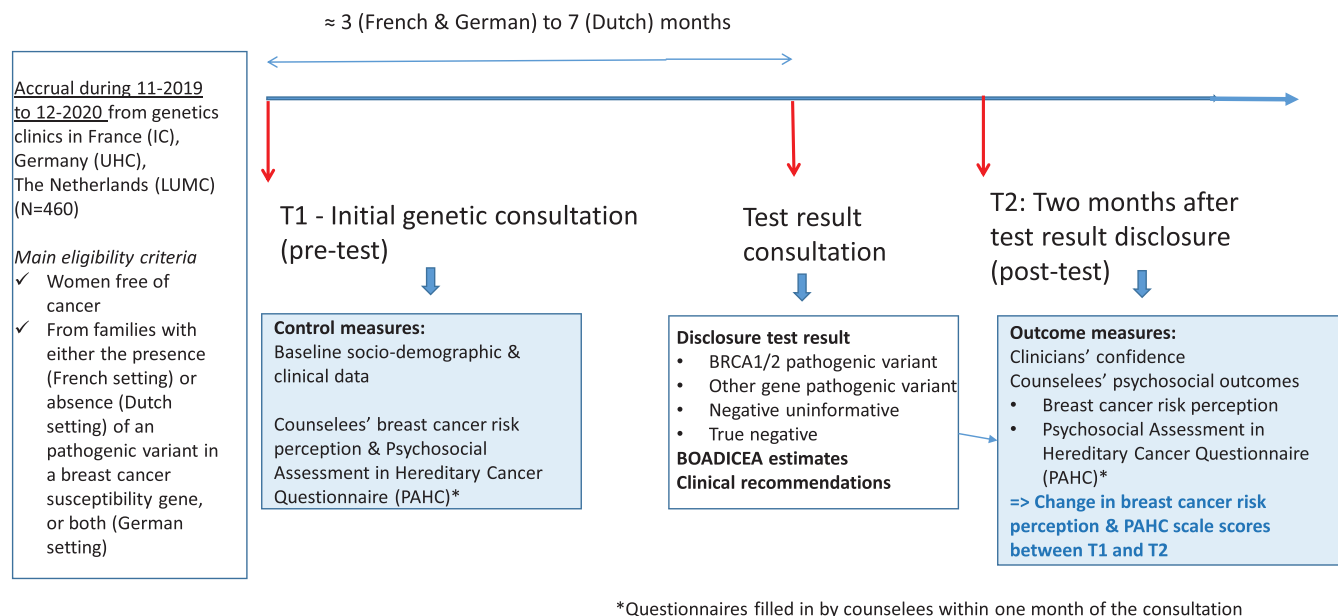 ≈ 3 (French & German) to 7 (Dutch) months
Accrual during 11-2019
to 12-2020 from genetics
clinics in France (IC),
Germany (UHC),
The Netherlands (LUMC)
(N=460)
Main eligibility criteria
✓ Women free of
cancer
✓ From families with
either the presence
(French setting) or
absence (Dutch
setting) of an
pathogenic variant in
a breast cancer
susceptibility gene,
or both (German
setting)
T1 - Initial genetic consultation
(pre-test)
Control measures:
Baseline socio-demographic &
clinical data
Counselees’ breast cancer risk
perception & Psychosocial
Assessment in Hereditary Cancer
Questionnaire (PAHC)*
Test result
consultation
Disclosure test result
• BRCA1/2 pathogenic variant
• Other gene pathogenic variant
• Negative uninformative
• True negative
BOADICEA estimates
Clinical recommendations
T2: Two months after
test result disclosure
(post-test)
Outcome measures:
Clinicians’ confidence
Counselees’ psychosocial outcomes
• Breast cancer risk perception
• Psychosocial Assessment in
Hereditary Cancer Questionnaire
(PAHC)*
=> Change in breast cancer risk
perception & PAHC scale scores
between T1 and T2
*Questionnaires filled in by counselees within one month of the consultation